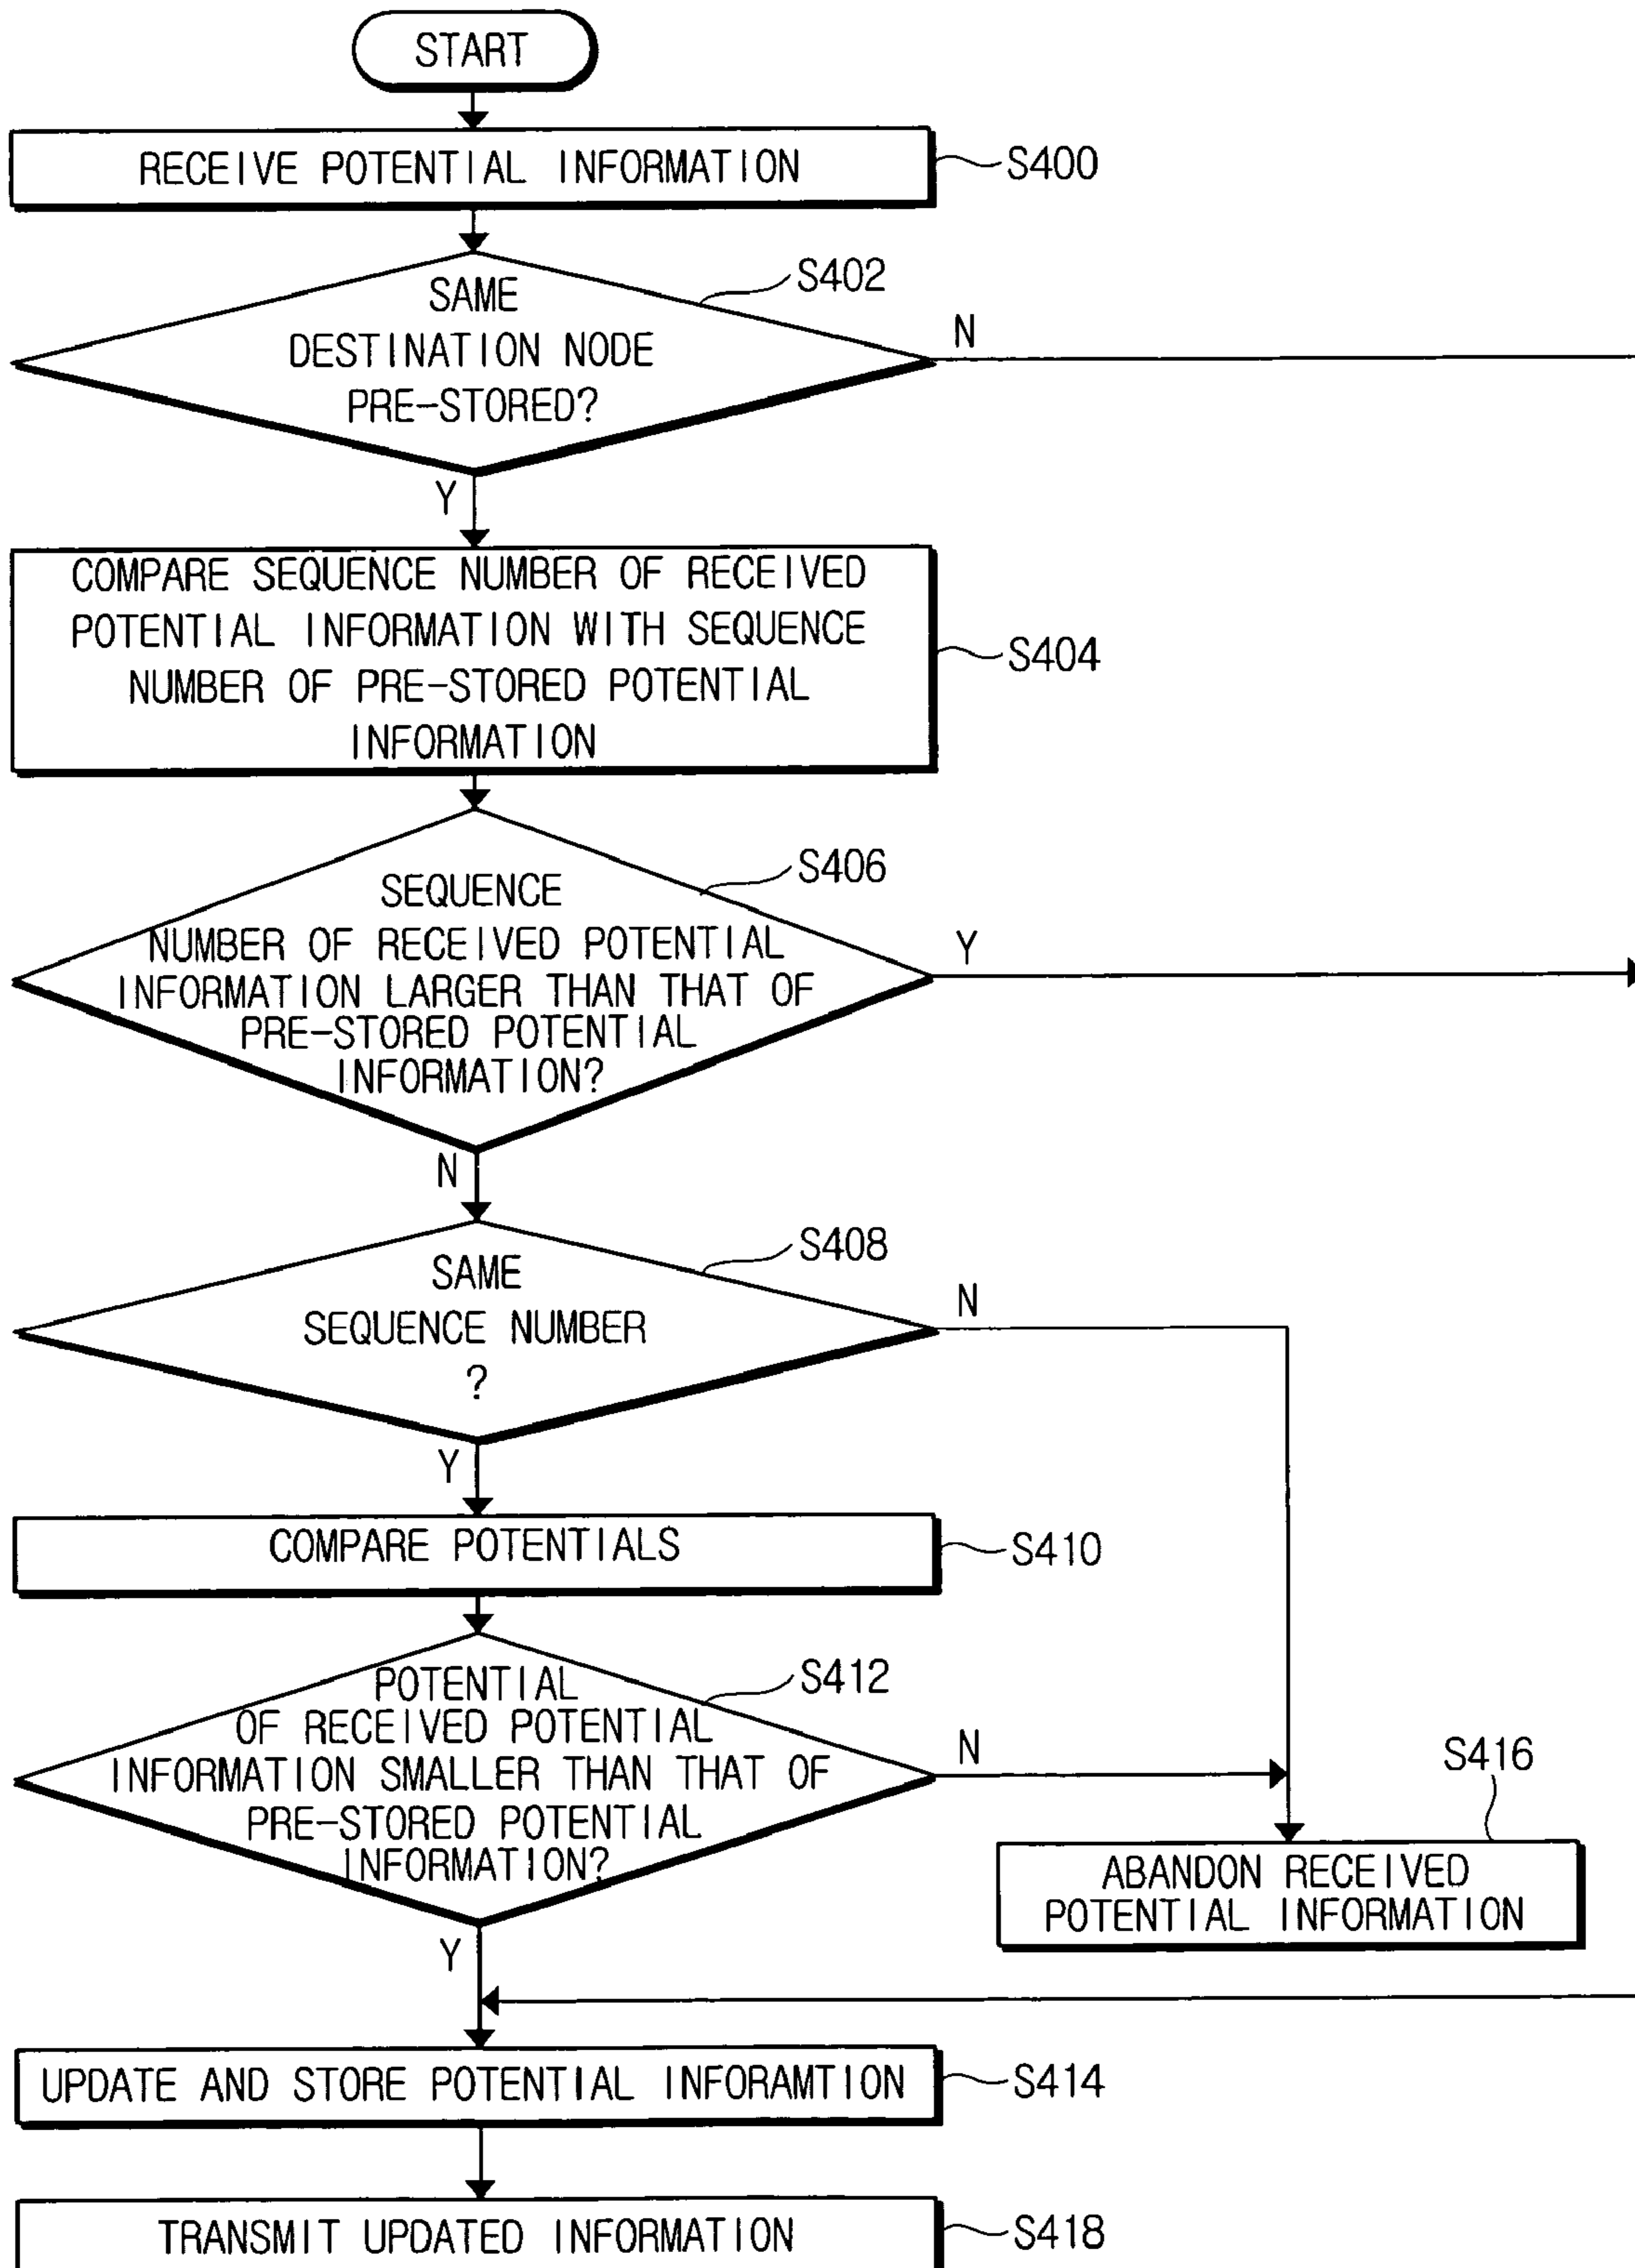 START
RECEIVE POTENTIAL INFORMATION
S400
SAME
DESTINATION NODE
PRE-STORED?
S402
N
Y
COMPARE SEQUENCE NUMBER OF RECEIVED
POTENTIAL INFORMATION WITH SEQUENCE
NUMBER OF PRE-STORED POTENTIAL
INFORMATION
S404
SEQUENCE
NUMBER OF RECEIVED POTENTIAL
INFORMATION LARGER THAN THAT OF
PRE-STORED POTENTIAL
INFORMATION?
S406
Y
N
SAME
SEQUENCE NUMBER
?
S408
N
Y
COMPARE POTENTIALS
S410
POTENTIAL
OF RECEIVED POTENTIAL
INFORMATION SMALLER THAN THAT OF
PRE-STORED POTENTIAL
INFORMATION?
S412
N
S416
ABANDON RECEIVED
POTENTIAL INFORMATION
Y
UPDATE AND STORE POTENTIAL INFORAMTION
S414
TRANSMIT UPDATED INFORMATION
S418